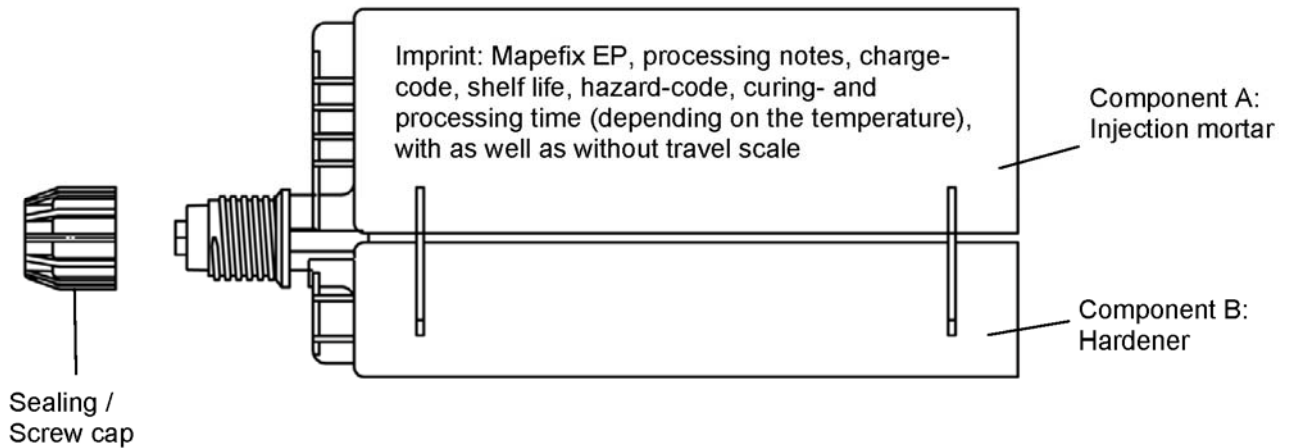 Imprint: Mapefix EP, processing notes, charge-
code, shelf life, hazard-code, curing- and
processing time (depending on the temperature),
with as well as without travel scale
Component A:
Injection mortar
Component B:
Hardener
Sealing /
Screw cap